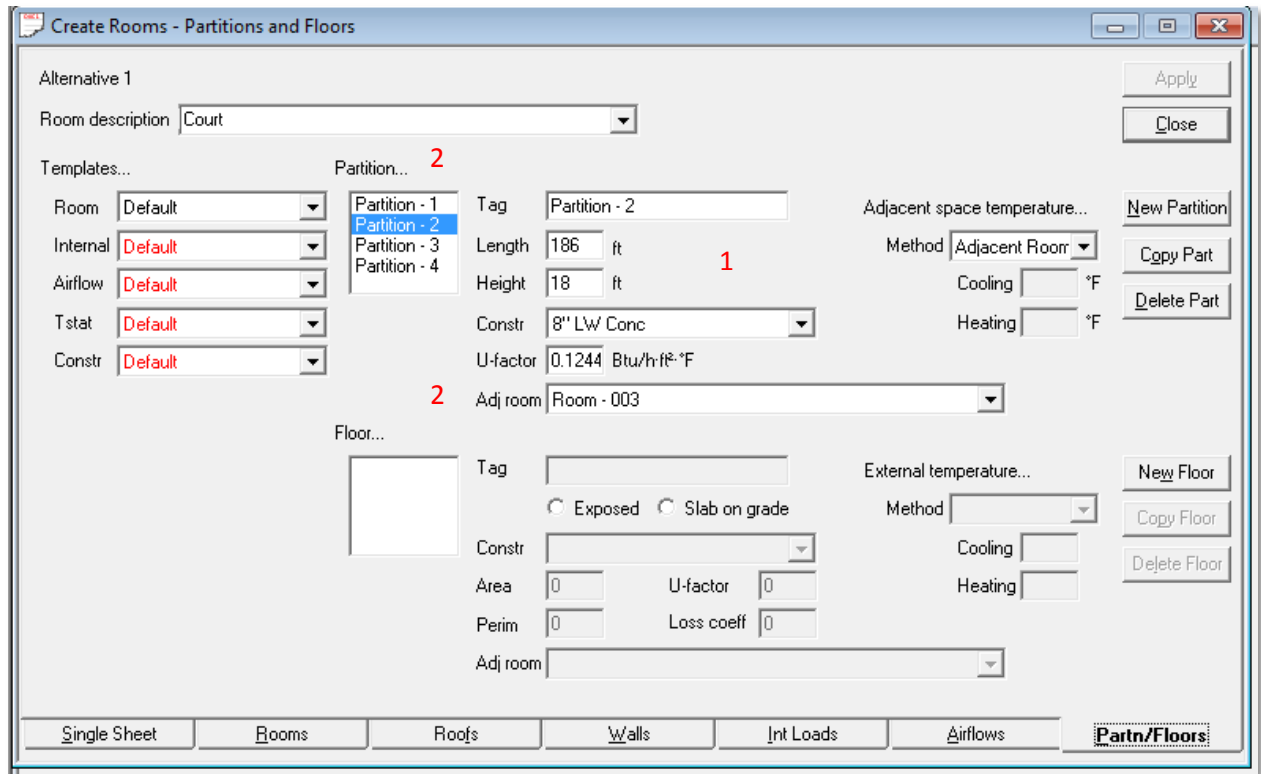 Create Rooms - Partitions and Floors
Alternative 1
Apply
Room description Court
Close
Templates... Partition... 2
Room Default Partition - 1 Tag Partition - 2 Adjacent space temperature... New Partition
Partition - 2
Internal Default Partition - 3 Length 186 ft 1 Method Adjacent Room Copy Part
Partition - 4
Airflow Default Height 18 ft Cooling °F
Delete Part
Tstat Default Constr 8" LW Conc Heating °F
Constr Default U-factor 0.1244 Btu/h·ft²·°F
2 Adj room Room - 003
Floor...
Tag External temperature... New Floor
Exposed Slab on grade Method Copy Floor
Constr Cooling Delete Floor
Area 0 U-factor 0 Heating
Perim 0 Loss coeff 0
Adj room
Single Sheet Rooms Roofs Walls Int Loads Airflows Partn/Floors